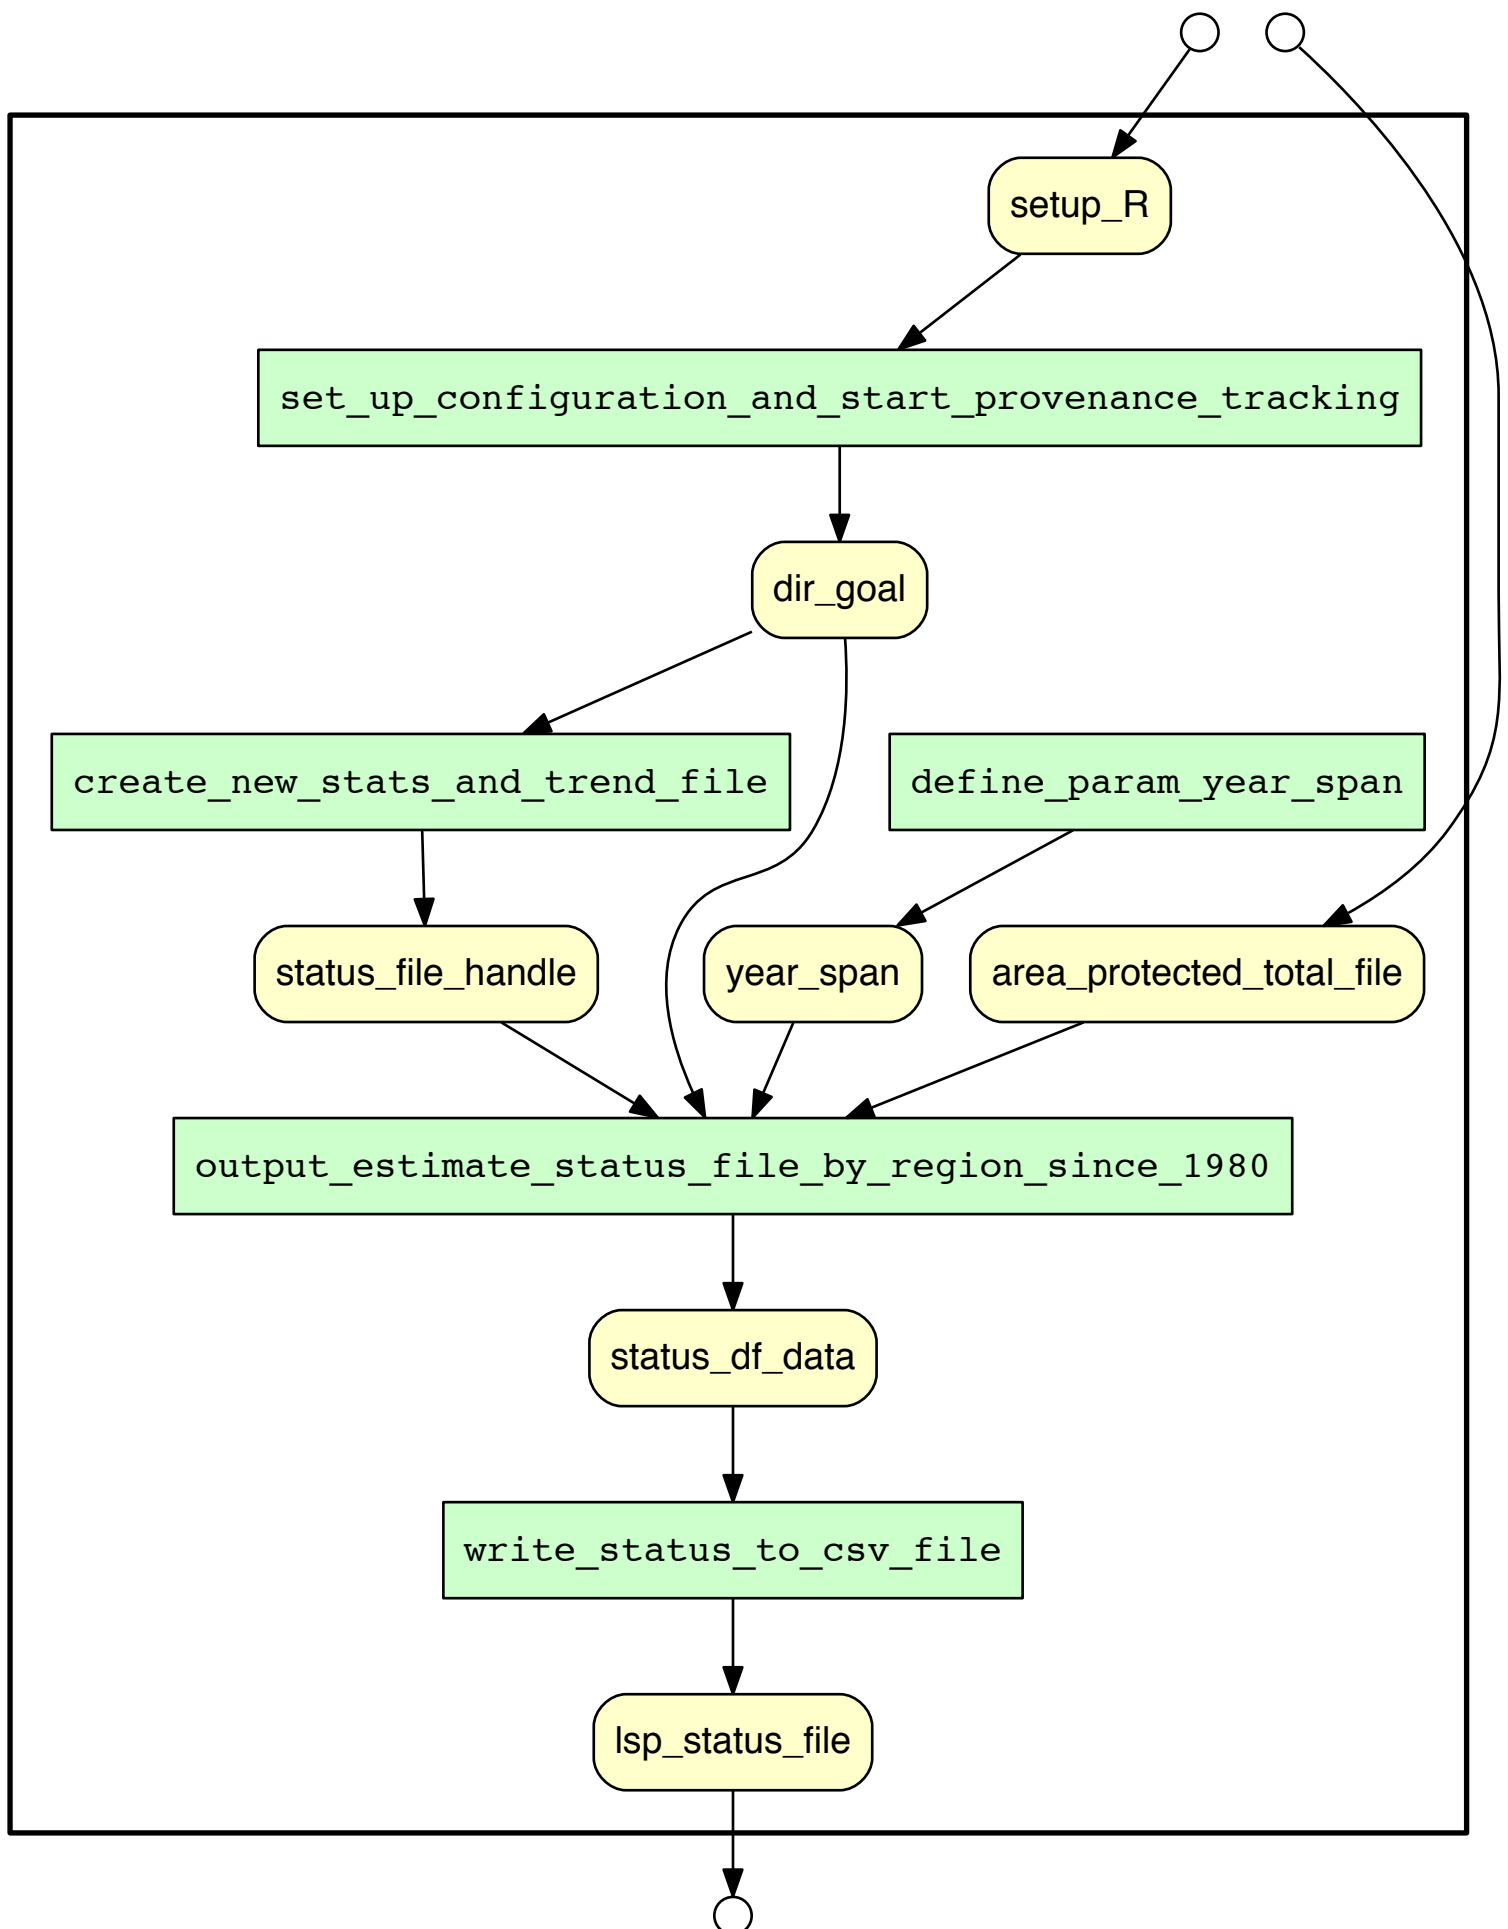 setup_R
set_up_configuration_and_start_provenance_tracking
dir_goal
create_new_stats_and_trend_file
define_param_year_span
status_file_handle
year_span
area_protected_total_file
output_estimate_status_file_by_region_since_1980
status_df_data
write_status_to_csv_file
lsp_status_file